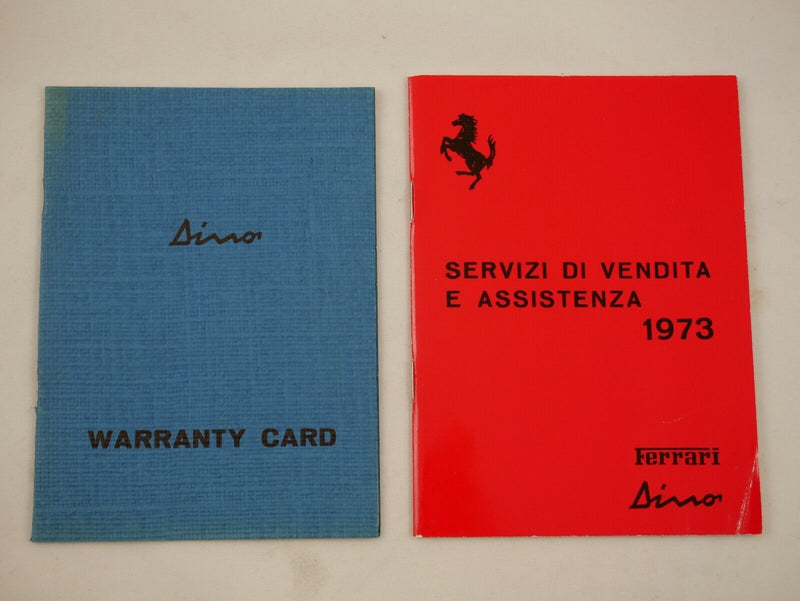 Dino
WARRANTY CARD
SERVIZI DI VENDITA
E ASSISTENZA
1973
Ferrari
Dino